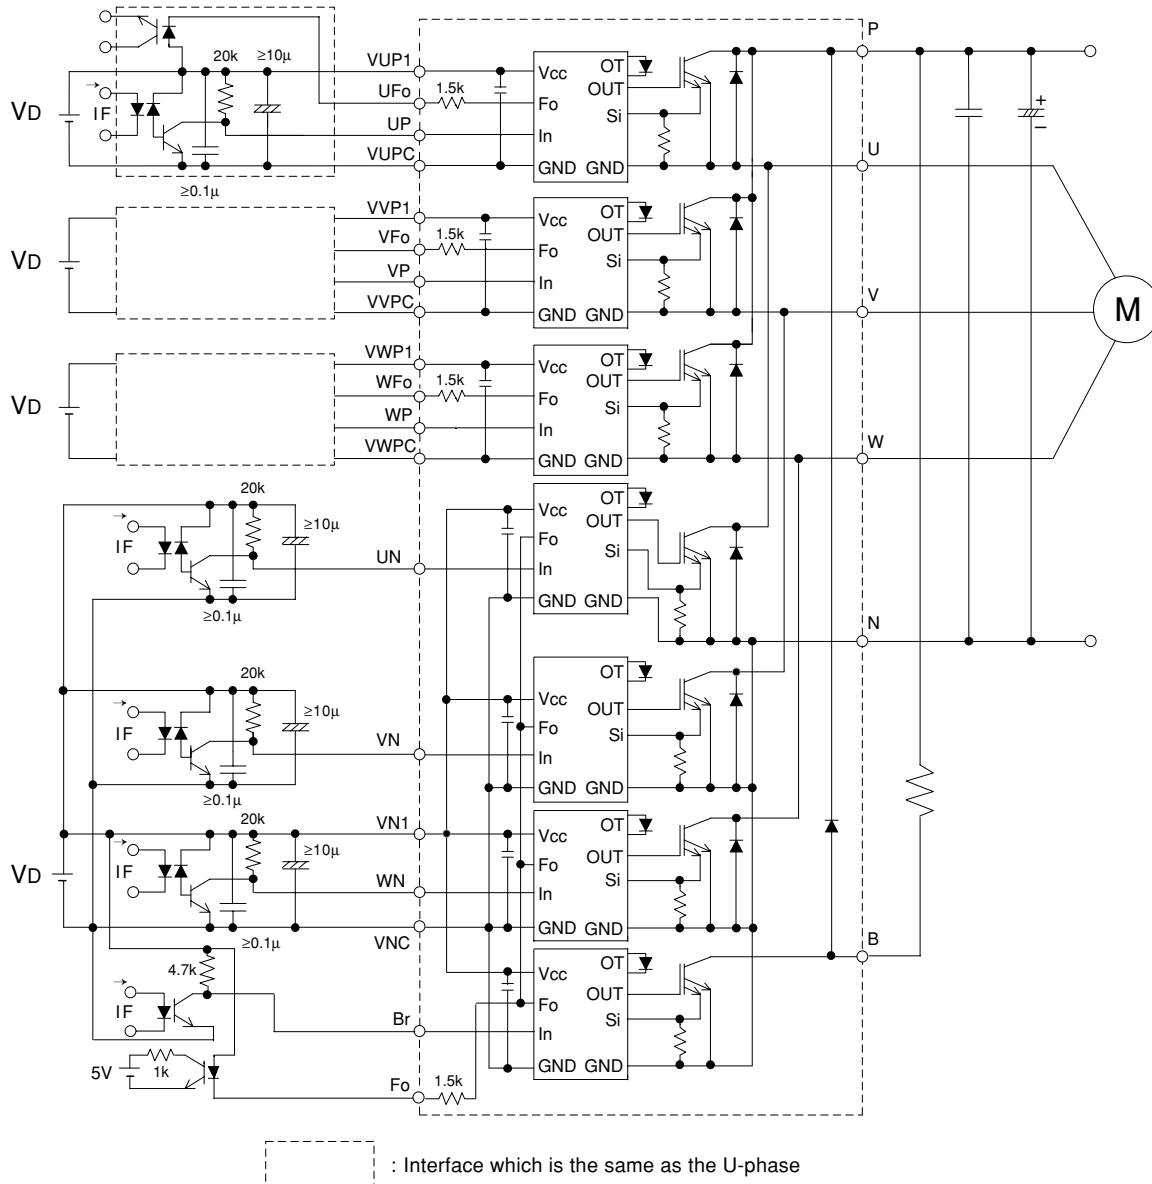 20k
≥10µ
VUP1
P
Vcc
OT
UFo
1.5k
OUT
Fo
VD
IF
Si
+
–
UP
In
VUPC
GND GND
U
≥0.1µ
VVP1
Vcc
OT
VFo
1.5k
OUT
Fo
VD
Si
VP
In
VVPC
GND GND
V
M
VWP1
Vcc
OT
WFo
1.5k
OUT
Fo
VD
Si
WP
In
VWPC
GND GND
W
20k
OT
Vcc
≥10µ
OUT
IF
Fo
UN
Si
In
GND GND
≥0.1µ
N
20k
OT
Vcc
≥10µ
OUT
IF
Fo
VN
Si
In
GND GND
≥0.1µ
20k
VN1
OT
Vcc
≥10µ
OUT
IF
Fo
VD
Si
WN
In
GND GND
≥0.1µ
VNC
B
OT
4.7k
Vcc
OUT
IF
Fo
Br
Si
In
GND GND
5V
1k
Fo
1.5k
: Interface which is the same as the U-phase